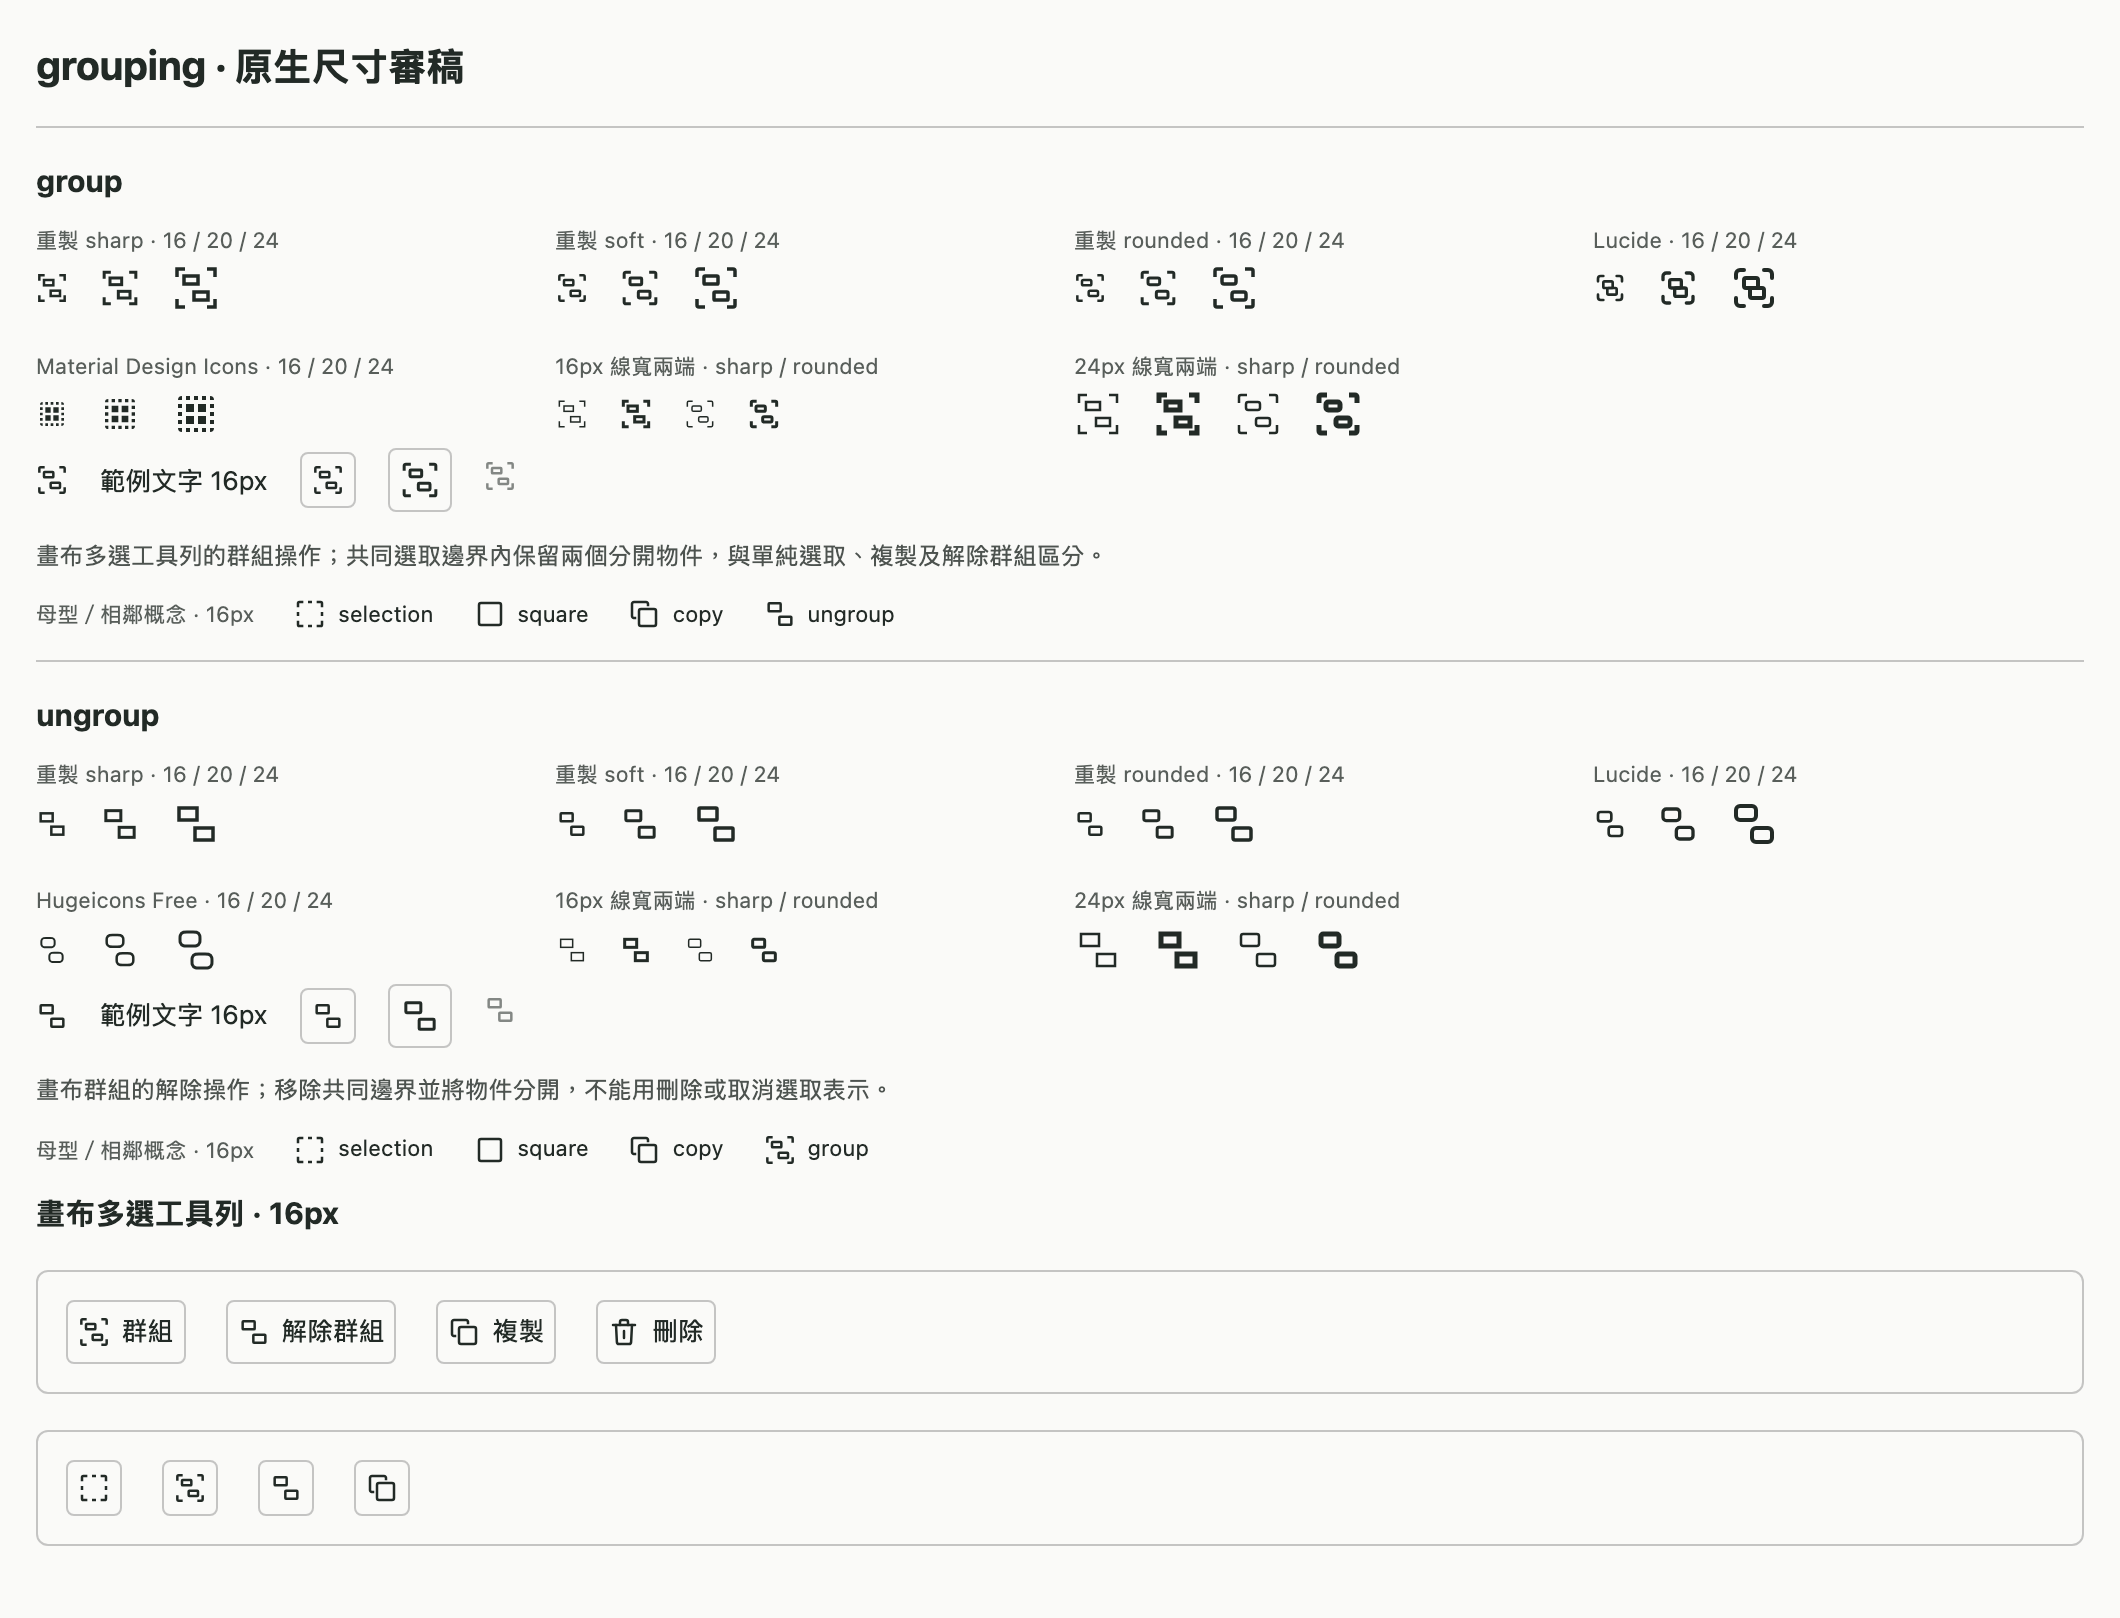 grouping · 原生尺寸審稿
group
重製 sharp · 16 / 20 / 24
重製 soft · 16 / 20 / 24
重製 rounded · 16 / 20 / 24
Lucide · 16 / 20 / 24
Material Design Icons · 16 / 20 / 24
16px 線寬兩端 · sharp / rounded
24px 線寬兩端 · sharp / rounded
範例文字 16px
畫布多選工具列的群組操作；共同選取邊界內保留兩個分開物件，與單純選取、複製及解除群組區分。
母型 / 相鄰概念 · 16px selection square copy ungroup
ungroup
重製 sharp · 16 / 20 / 24
重製 soft · 16 / 20 / 24
重製 rounded · 16 / 20 / 24
Lucide · 16 / 20 / 24
Hugeicons Free · 16 / 20 / 24
16px 線寬兩端 · sharp / rounded
24px 線寬兩端 · sharp / rounded
範例文字 16px
畫布群組的解除操作；移除共同邊界並將物件分開，不能用刪除或取消選取表示。
母型 / 相鄰概念 · 16px selection square copy group
畫布多選工具列 · 16px
群組 解除群組 複製 刪除